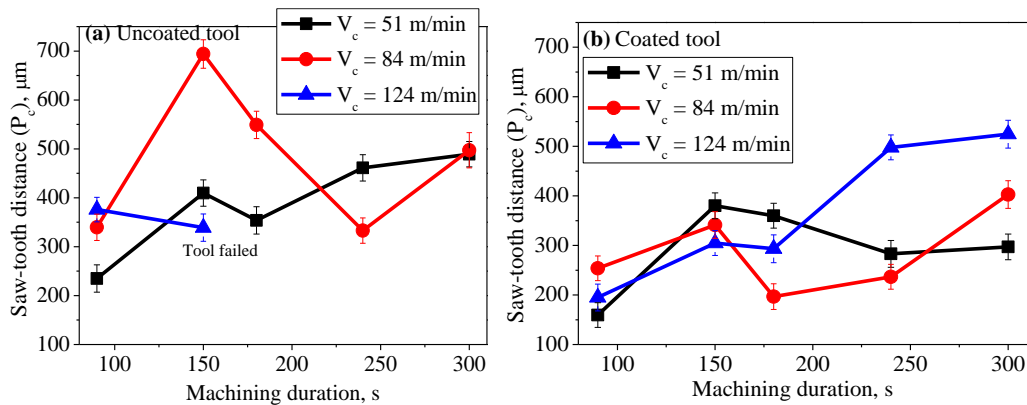 (a) Uncoated tool
V_c = 51 m/min
V_c = 84 m/min
V_c = 124 m/min
Tool failed
700
600
500
400
300
200
100
100 150 200 250 300
Saw-tooth distance (P_c), μm
Machining duration, s
(b) Coated tool
V_c = 51 m/min
V_c = 84 m/min
V_c = 124 m/min
700
600
500
400
300
200
100
100 150 200 250 300
Saw-tooth distance (P_c), μm
Machining duration, s